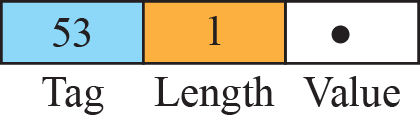 53 1 •
Tag Length Value